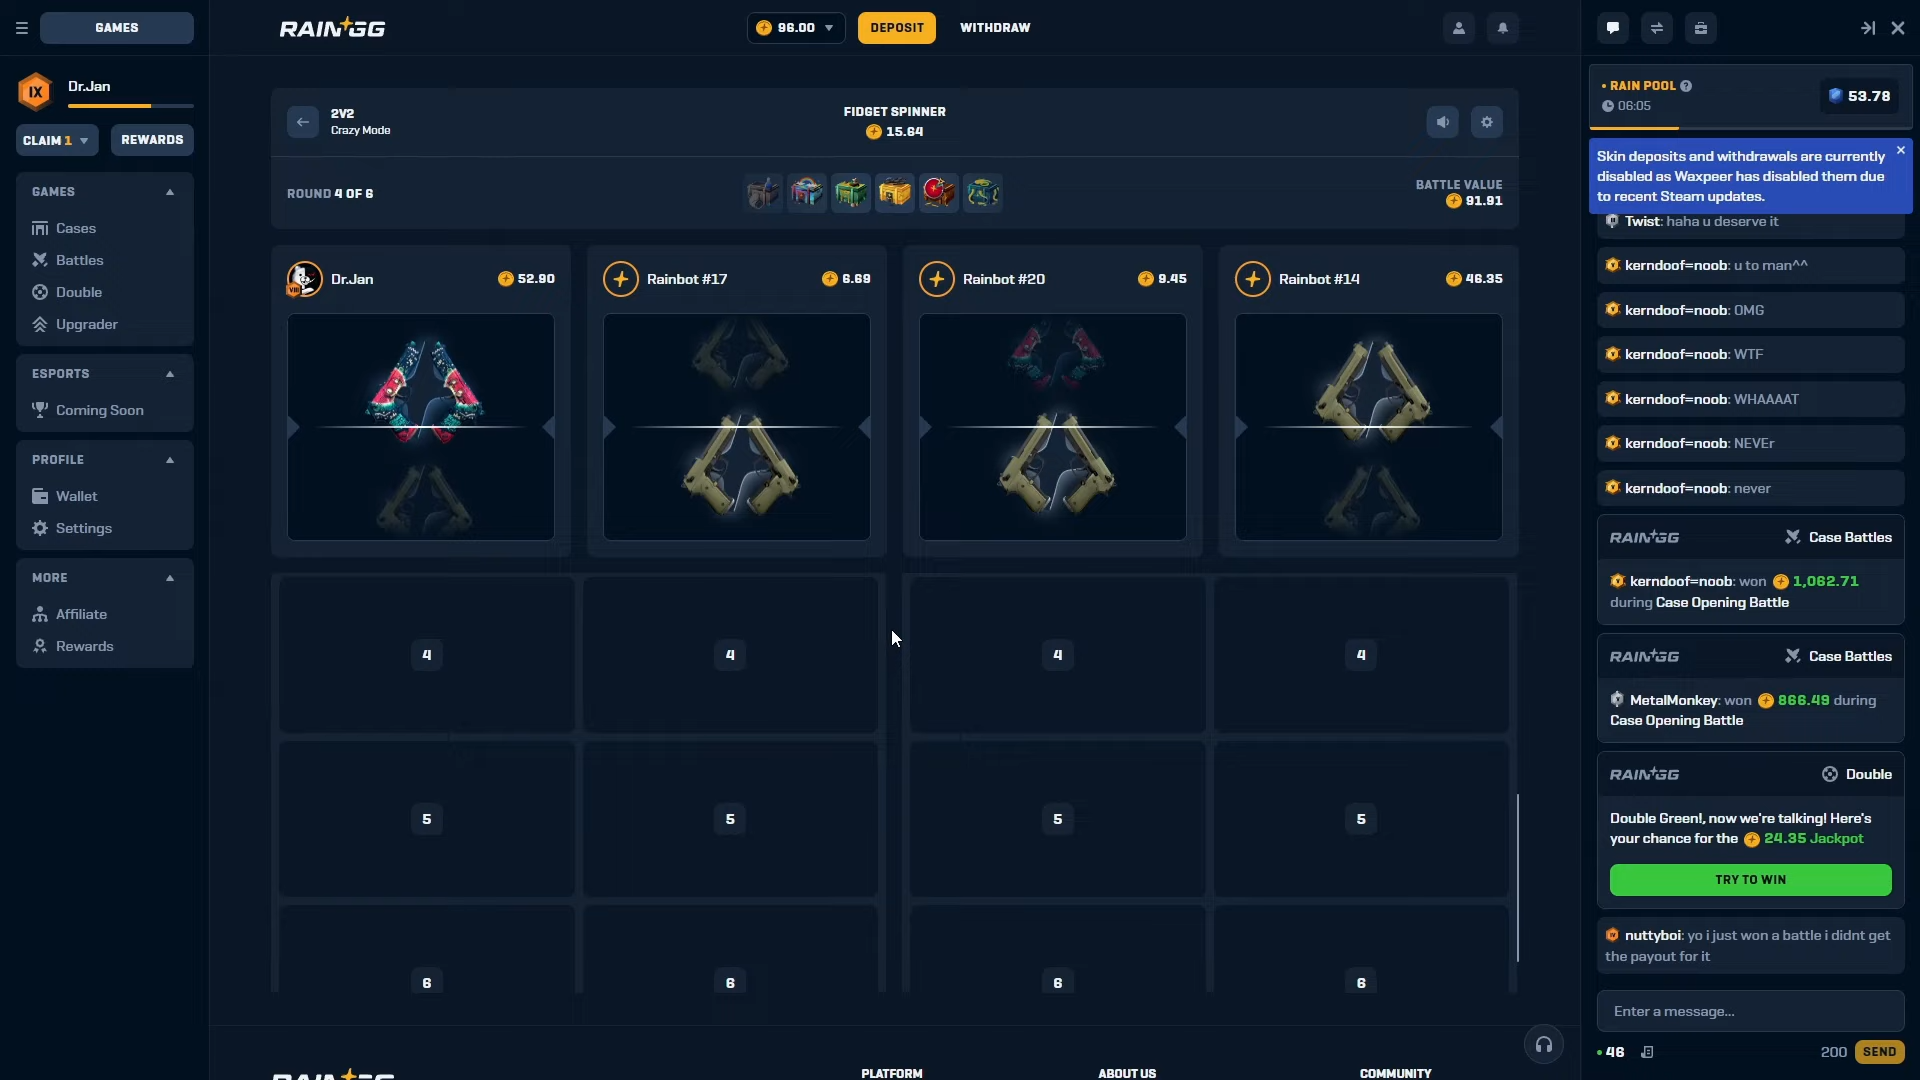 GAMES
RAIN GG
96.00
DEPOSIT
WITHDRAW
IX
Dr.Jan
CLAIM 1
REWARDS
GAMES
Cases
Battles
Double
Upgrader
ESPORTS
Coming Soon
PROFILE
Wallet
Settings
MORE
Affiliate
Rewards
2V2
Crazy Mode
FIDGET SPINNER
15.64
ROUND 4 OF 6
BATTLE VALUE
91.91
Dr.Jan
52.90
Rainbot #17
6.69
Rainbot #20
9.45
Rainbot #14
46.35
4
4
4
4
5
5
5
5
6
6
6
6
PLATFORM
ABOUT US
COMMUNITY
RAIN POOL
06:05
53.78
Skin deposits and withdrawals are currently
disabled as Waxpeer has disabled them due
to recent Steam updates.
Twist: haha u deserve it
kerndoof=noob: u to man^^
kerndoof=noob: OMG
kerndoof=noob: WTF
kerndoof=noob: WHAAAAT
kerndoof=noob: NEVEr
kerndoof=noob: never
RAIN GG
Case Battles
kerndoof=noob: won 1,062.71
during Case Opening Battle
RAIN GG
Case Battles
MetalMonkey: won 866.49 during
Case Opening Battle
RAIN GG
Double
Double Green!, now we're talking! Here's
your chance for the 24.35 Jackpot
TRY TO WIN
nuttyboi: yo i just won a battle i didnt get
the payout for it
Enter a message...
46
200
SEND